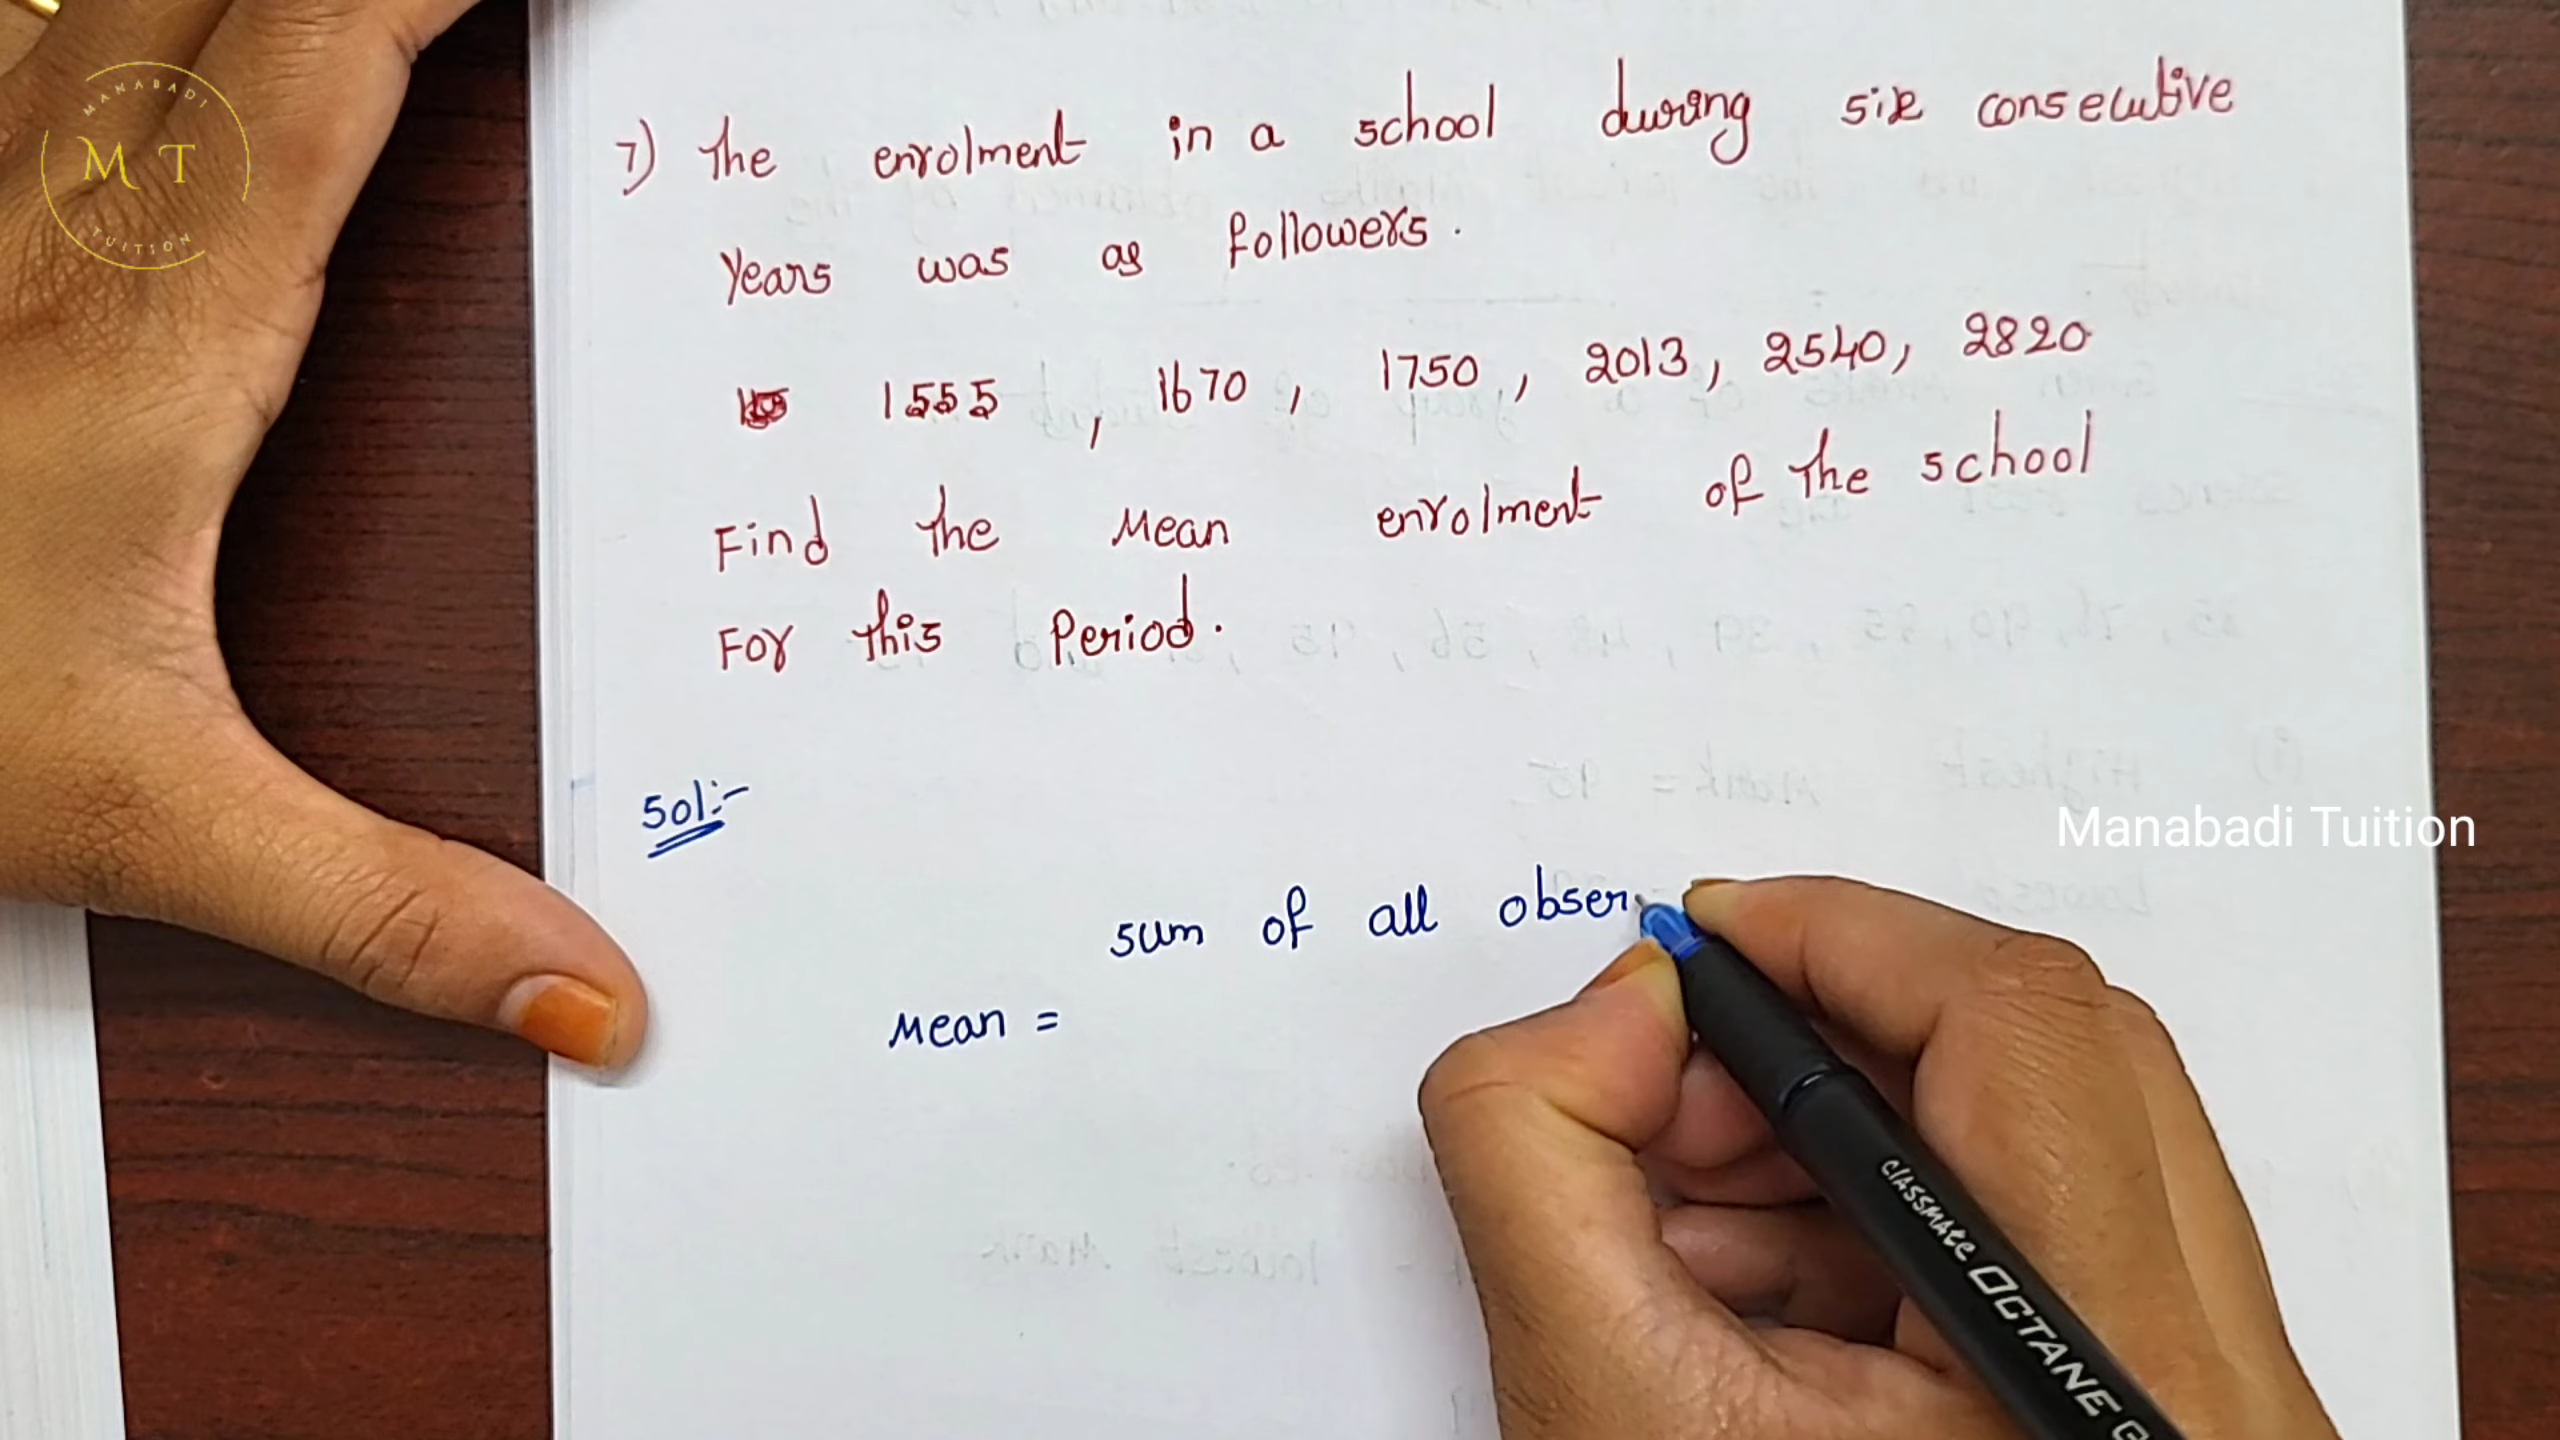 MANABADI
M T
TUITION
7) The enrolment in a school during six consecutive
Years was as followers.
1555, 1670, 1750, 2013, 2540, 2820
Find the Mean enrolment of the school
For this Period.
Sol:-
Manabadi Tuition
sum of all obser
Mean =
classmate OCTANE